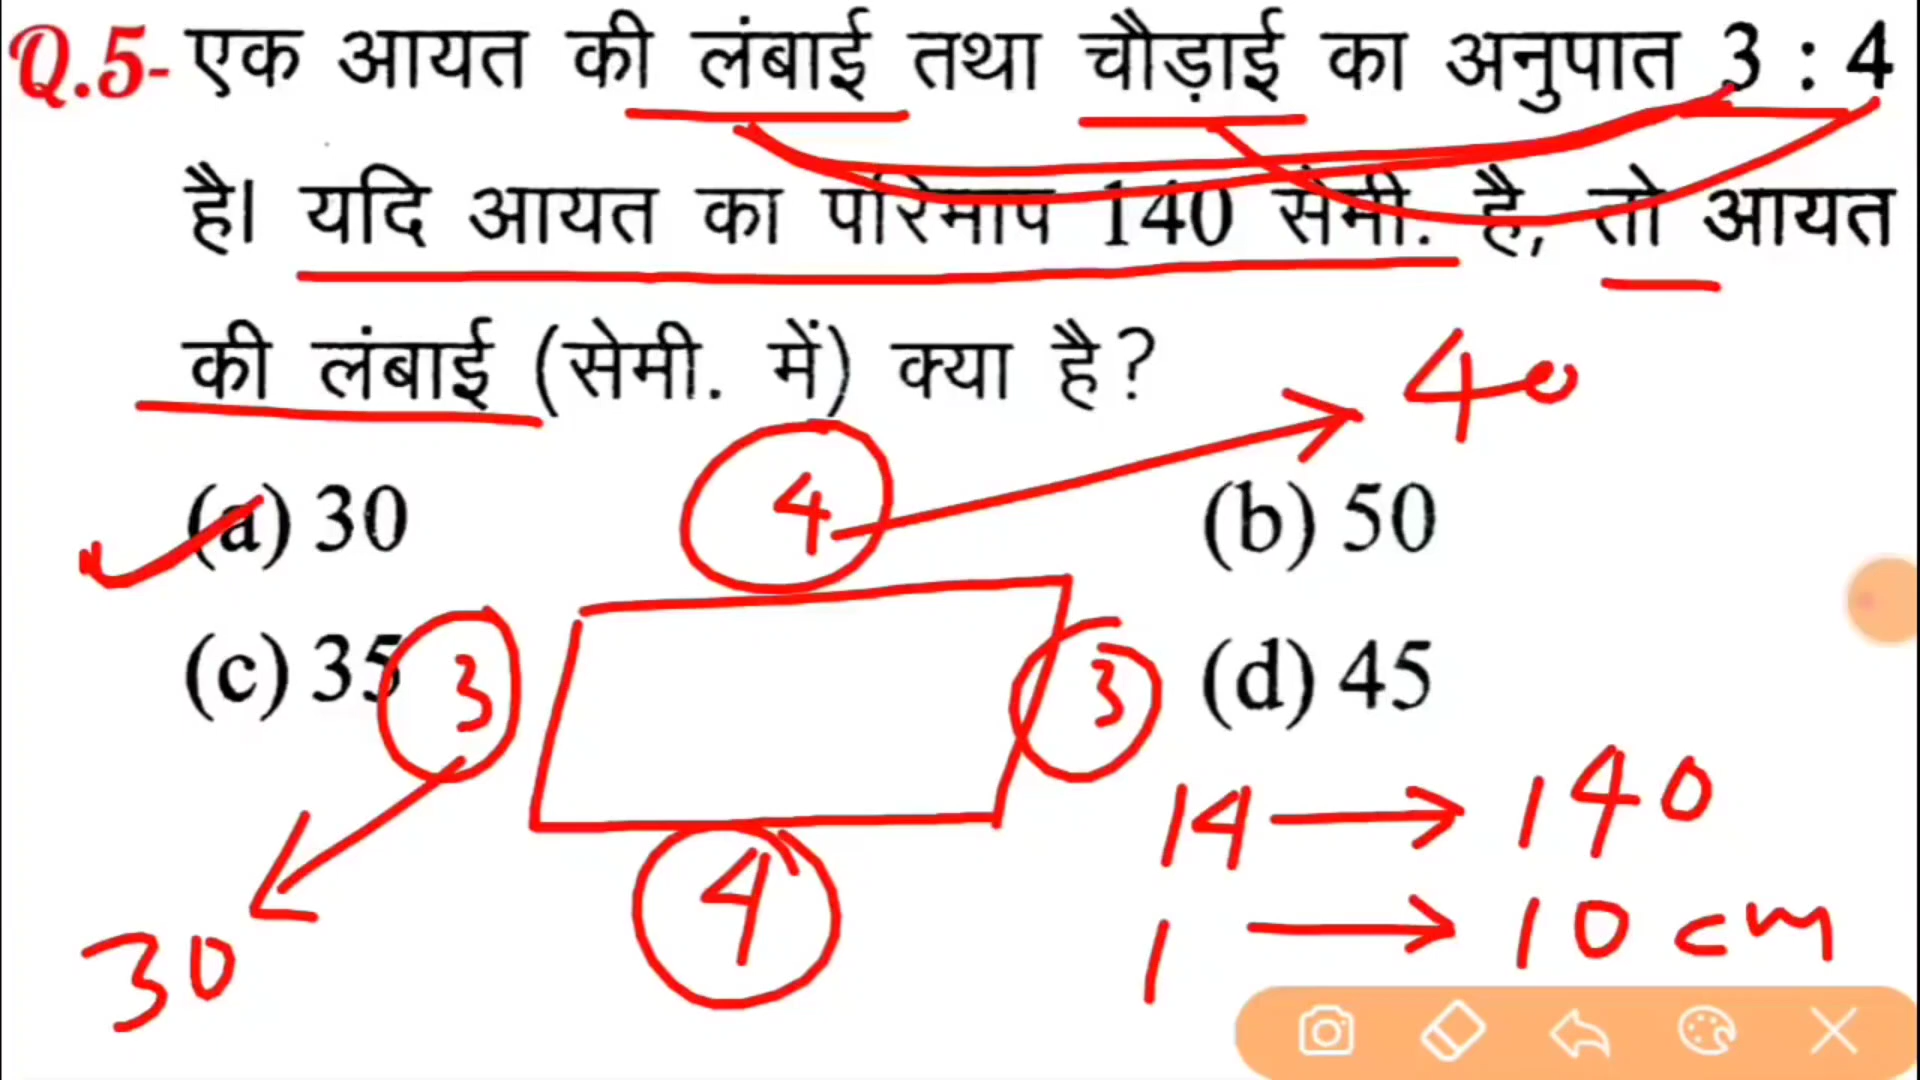 Q.5- एक आयत की लंबाई तथा चौड़ाई का अनुपात 3 : 4
है। यदि आयत का परिमाप 140 सेमी. है, तो आयत
की लंबाई (सेमी. में) क्या है?
40
(a) 30
4
(b) 50
(c) 35
3
3
(d) 45
14 → 140
4
1 → 10 cm
30